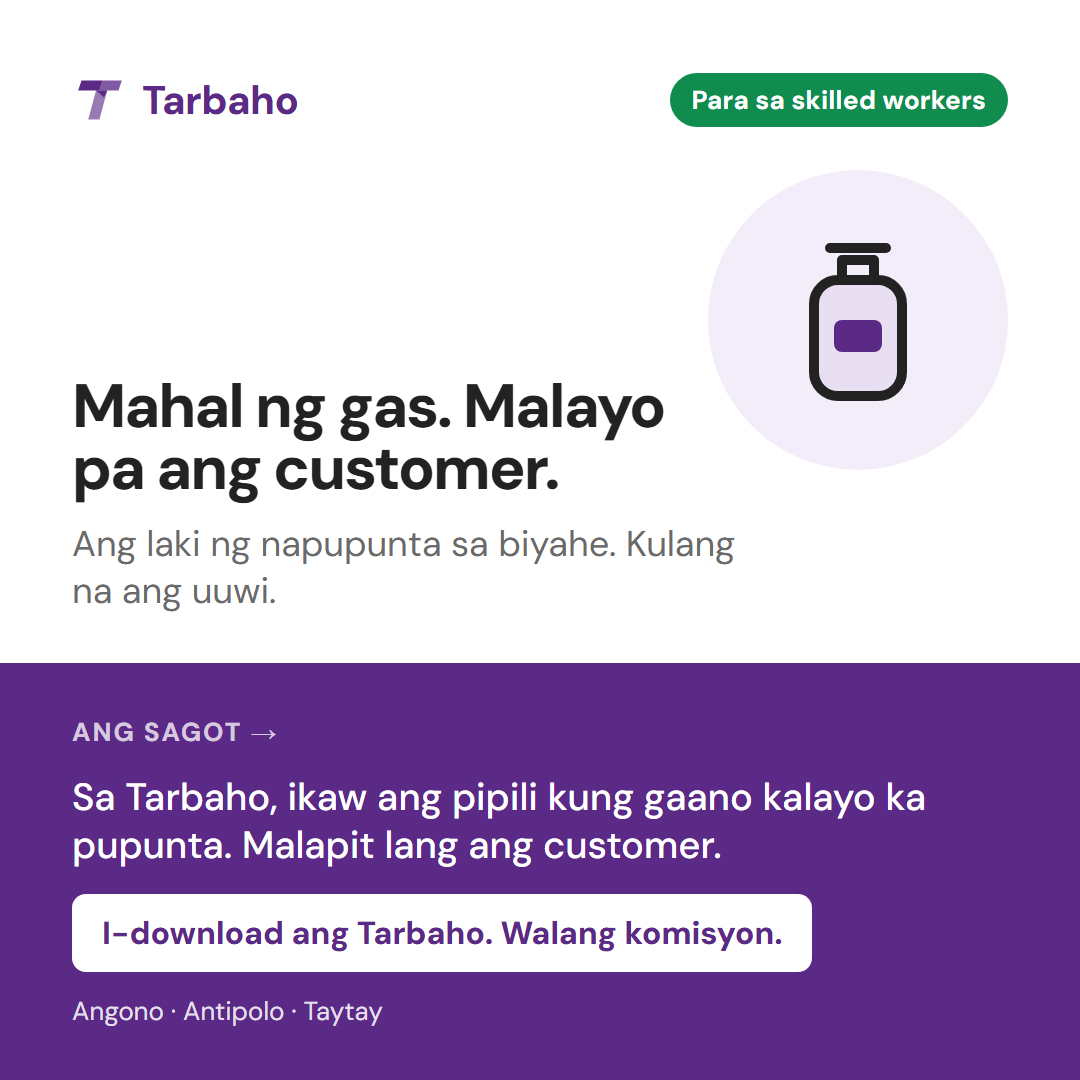 Tarbaho
Para sa skilled workers
Mahal ng gas. Malayo
pa ang customer.
Ang laki ng napupunta sa biyahe. Kulang
na ang uuwi.
ANG SAGOT →
Sa Tarbaho, ikaw ang pipili kung gaano kalayo ka
pupunta. Malapit lang ang customer.
I-download ang Tarbaho. Walang komisyon.
Angono · Antipolo · Taytay